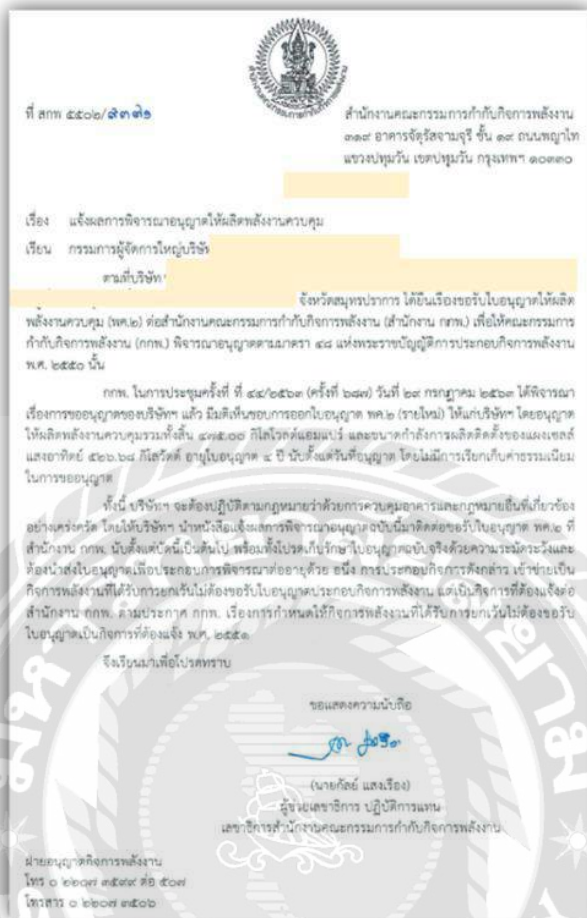 ที่ สกพ ๕๕๐๒/
สำนักงานคณะกรรมการกำกับกิจการพลังงาน
๓๑๙ อาคารจัตุรัสจามจุรี ชั้น ๑๙ ถนนพญาไท
แขวงปทุมวัน เขตปทุมวัน กรุงเทพฯ ๑๐๓๓๐
เรื่อง แจ้งผลการพิจารณาอนุญาตให้ผลิตพลังงานควบคุม
เรียน กรรมการผู้จัดการใหญ่บริษัท
ตามที่บริษัท
จังหวัดสมุทรปราการ ได้ยื่นเรื่องขอรับใบอนุญาตให้ผลิต
พลังงานควบคุม (พค.๒) ต่อสำนักงานคณะกรรมการกำกับกิจการพลังงาน (สำนักงาน กกพ.) เพื่อให้คณะกรรมการ
กำกับกิจการพลังงาน (กกพ.) พิจารณาอนุญาตตามมาตรา ๔๘ แห่งพระราชบัญญัติการประกอบกิจการพลังงาน
พ.ศ. ๒๕๕๐ นั้น
กกพ. ในการประชุมครั้งที่ ที่ ๔๔/๒๕๖๓ (ครั้งที่ ๖๘๗) วันที่ ๒๙ กรกฎาคม ๒๕๖๓ ได้พิจารณา
เรื่องการขออนุญาตของบริษัทฯ แล้ว มีมติเห็นชอบการออกใบอนุญาต พค.๒ (รายใหม่) ให้แก่บริษัทฯ โดยอนุญาต
ให้ผลิตพลังงานควบคุมรวมทั้งสิ้น ๔๗๕.๐๐ กิโลโวลต์แอมแปร์ และขนาดกำลังการผลิตติดตั้งของแผงเซลล์
แสงอาทิตย์ ๕๒๖.๖๘ กิโลวัตต์ อายุใบอนุญาต ๔ ปี นับตั้งแต่วันที่อนุญาต โดยไม่มีการเรียกเก็บค่าธรรมเนียม
ในการขออนุญาต
ทั้งนี้ บริษัทฯ จะต้องปฏิบัติตามกฎหมายว่าด้วยการควบคุมอาคารและกฎหมายอื่นที่เกี่ยวข้อง
อย่างเคร่งครัด โดยให้บริษัทฯ นำหนังสือแจ้งผลการพิจารณาอนุญาตฉบับนี้มาติดต่อขอรับใบอนุญาต พค.๒ ที่
สำนักงาน กกพ. นับตั้งแต่บัดนี้เป็นต้นไป พร้อมทั้งโปรดเก็บรักษาใบอนุญาตฉบับจริงด้วยความระมัดระวังและ
ต้องนำส่งใบอนุญาตเพื่อประกอบการพิจารณาต่ออายุด้วย อนึ่ง การประกอบกิจการดังกล่าว เข้าข่ายเป็น
กิจการพลังงานที่ได้รับการยกเว้นไม่ต้องขอรับใบอนุญาตประกอบกิจการพลังงาน แต่เป็นกิจการที่ต้องแจ้งต่อ
สำนักงาน กกพ. ตามประกาศ กกพ. เรื่องการกำหนดให้กิจการพลังงานที่ได้รับการยกเว้นไม่ต้องขอรับ
ใบอนุญาตเป็นกิจการที่ต้องแจ้ง พ.ศ. ๒๕๕๑
จึงเรียนมาเพื่อโปรดทราบ
ขอแสดงความนับถือ
(นายกัลย์ แสงเรือง)
ผู้ช่วยเลขาธิการ ปฏิบัติการแทน
เลขาธิการสำนักงานคณะกรรมการกำกับกิจการพลังงาน
ฝ่ายอนุญาตกิจการพลังงาน
โทร ๐ ๒๒๐๗ ๓๕๙๙ ต่อ ๕๐๗
โทรสาร ๐ ๒๒๐๗ ๓๕๐๖